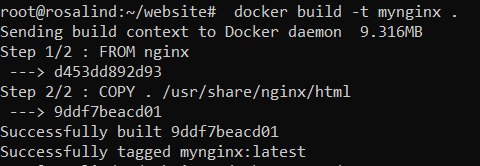 root@rosalind:~/website#  docker build -t mynginx .
Sending build context to Docker daemon  9.316MB
Step 1/2 : FROM nginx
 ---> d453dd892d93
Step 2/2 : COPY . /usr/share/nginx/html
 ---> 9ddf7beacd01
Successfully built 9ddf7beacd01
Successfully tagged mynginx:latest